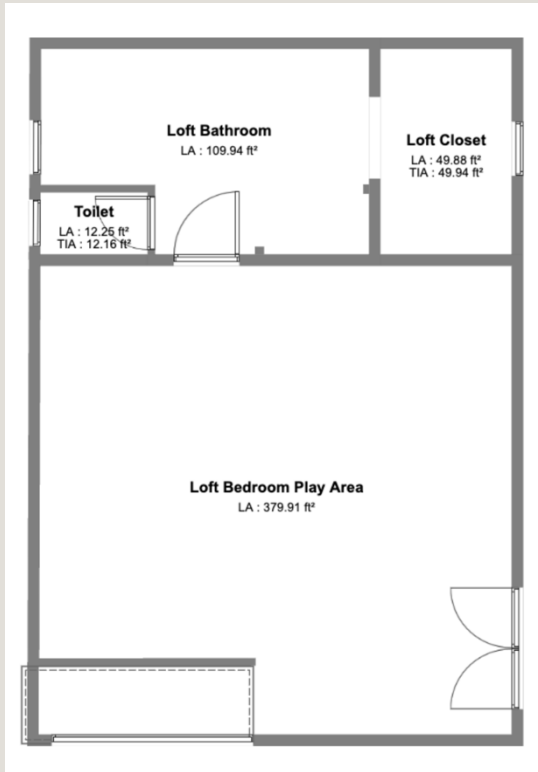 Loft Bathroom
LA : 109.94 ft²
Loft Closet
LA : 49.88 ft²
TIA : 49.94 ft²
Toilet
LA : 12.25 ft²
TIA : 12.16 ft²
Loft Bedroom Play Area
LA : 379.91 ft²